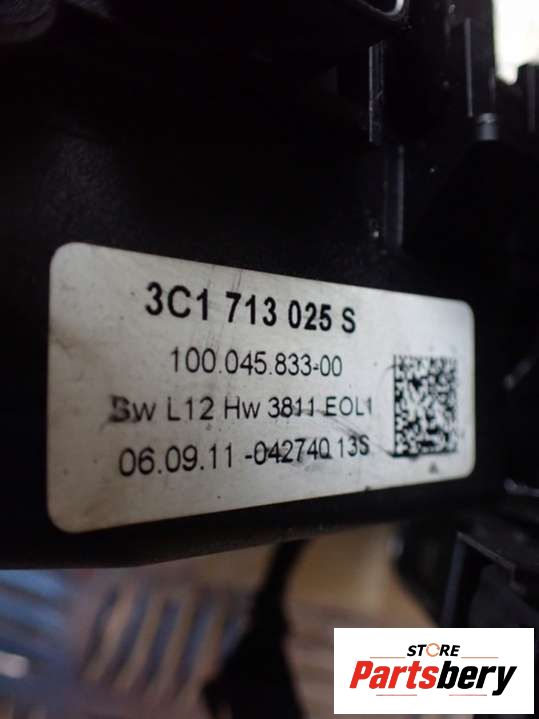 3C1 713 025 S
100.045.833-00
Sw L12 Hw 3811 EOL1
06.09.11 -042740 13S
STORE
Partsbery